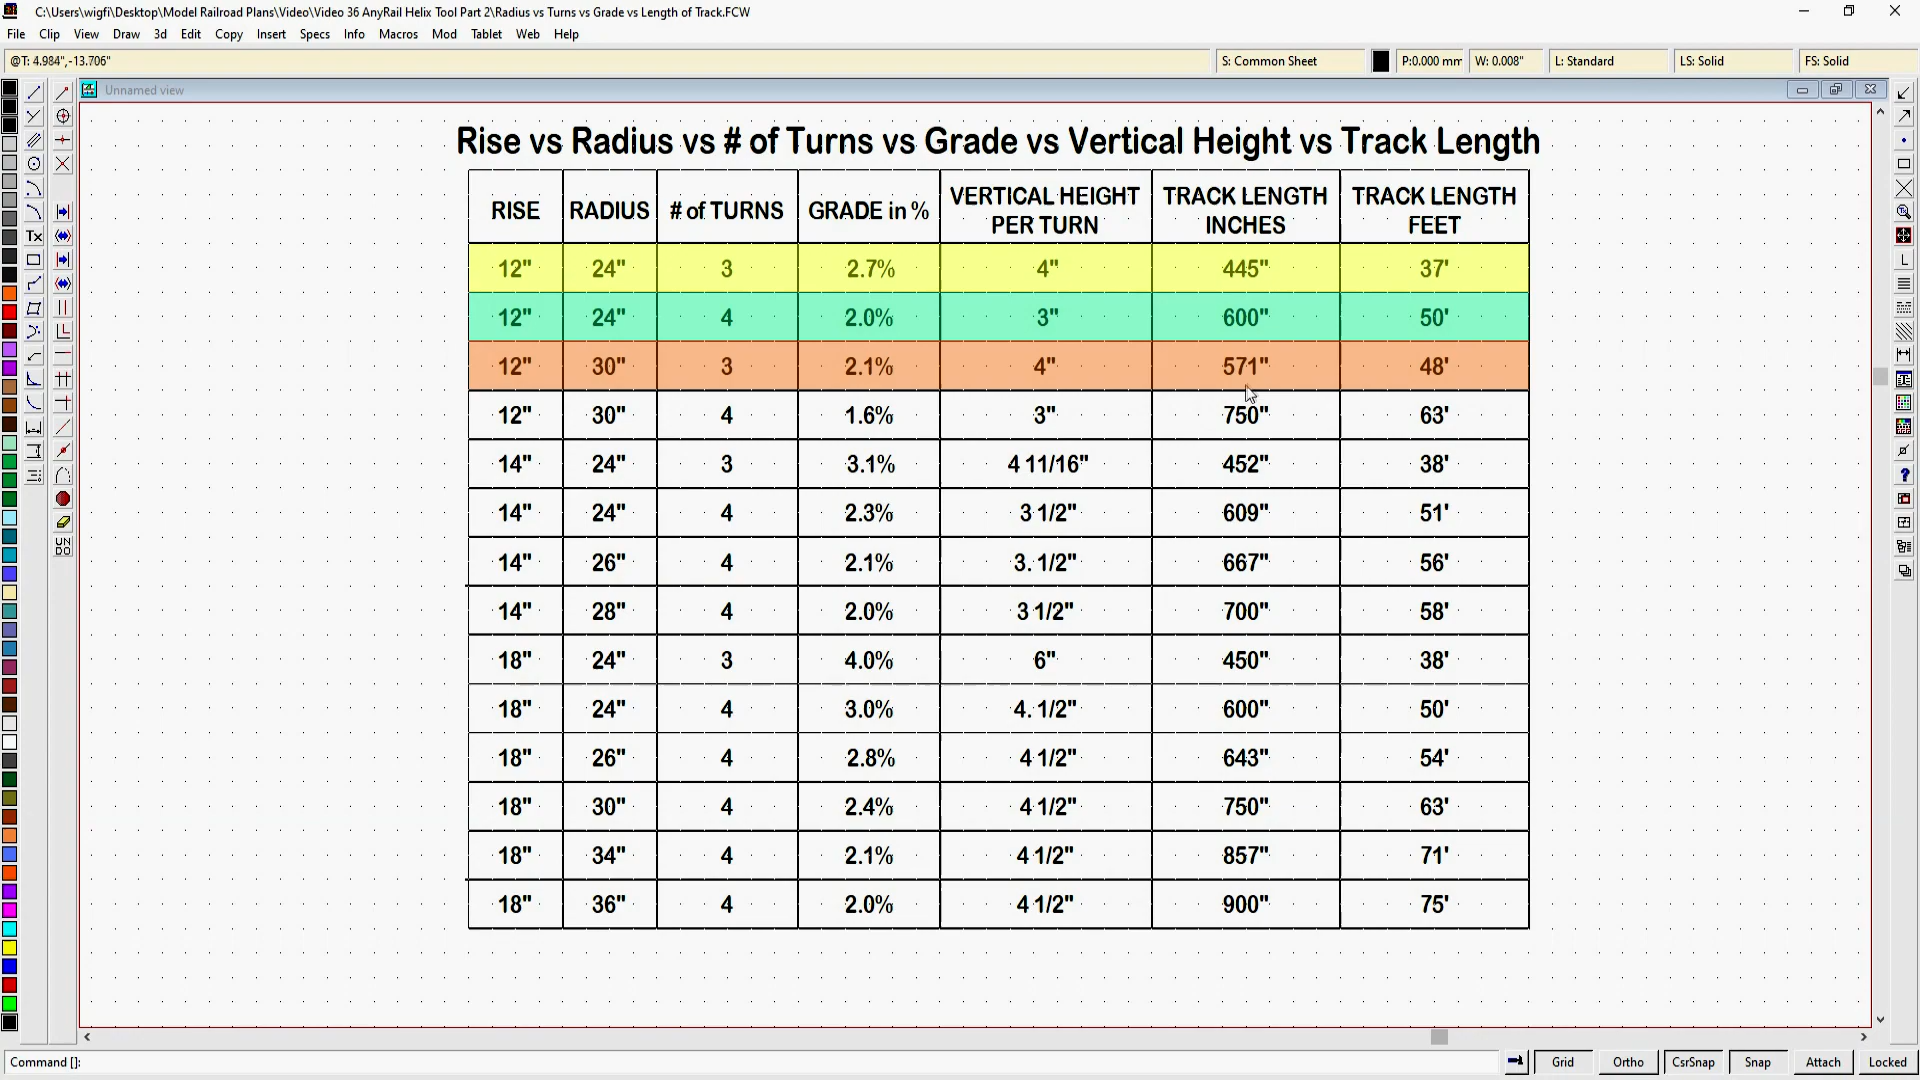 C:\Users\wigfi\Desktop\Model Railroad Plans\Video\Video 36 AnyRail Helix Tool Part 2\Radius vs Turns vs Grade vs Length of Track.FCW
File Clip View Draw 3d Edit Copy Insert Specs Info Macros Mod Tablet Web Help
@T: 4.984",-13.706" S: Common Sheet P:0.000 mm W: 0.008" L: Standard LS: Solid FS: Solid
Unnamed view
Rise vs Radius vs # of Turns vs Grade vs Vertical Height vs Track Length
RISE RADIUS # of TURNS GRADE in % VERTICAL HEIGHT PER TURN TRACK LENGTH INCHES TRACK LENGTH FEET
12" 24" 3 2.7% 4" 445" 37'
12" 24" 4 2.0% 3" 600" 50'
12" 30" 3 2.1% 4" 571" 48'
12" 30" 4 1.6% 3" 750" 63'
14" 24" 3 3.1% 4 11/16" 452" 38'
14" 24" 4 2.3% 3 1/2" 609" 51'
14" 26" 4 2.1% 3. 1/2" 667" 56'
14" 28" 4 2.0% 3 1/2" 700" 58'
18" 24" 3 4.0% 6" 450" 38'
18" 24" 4 3.0% 4. 1/2" 600" 50'
18" 26" 4 2.8% 4 1/2" 643" 54'
18" 30" 4 2.4% 4 1/2" 750" 63'
18" 34" 4 2.1% 4 1/2" 857" 71'
18" 36" 4 2.0% 4 1/2" 900" 75'
Tx
UN
DO
L
Command []: Grid Ortho CsrSnap Snap Attach Locked